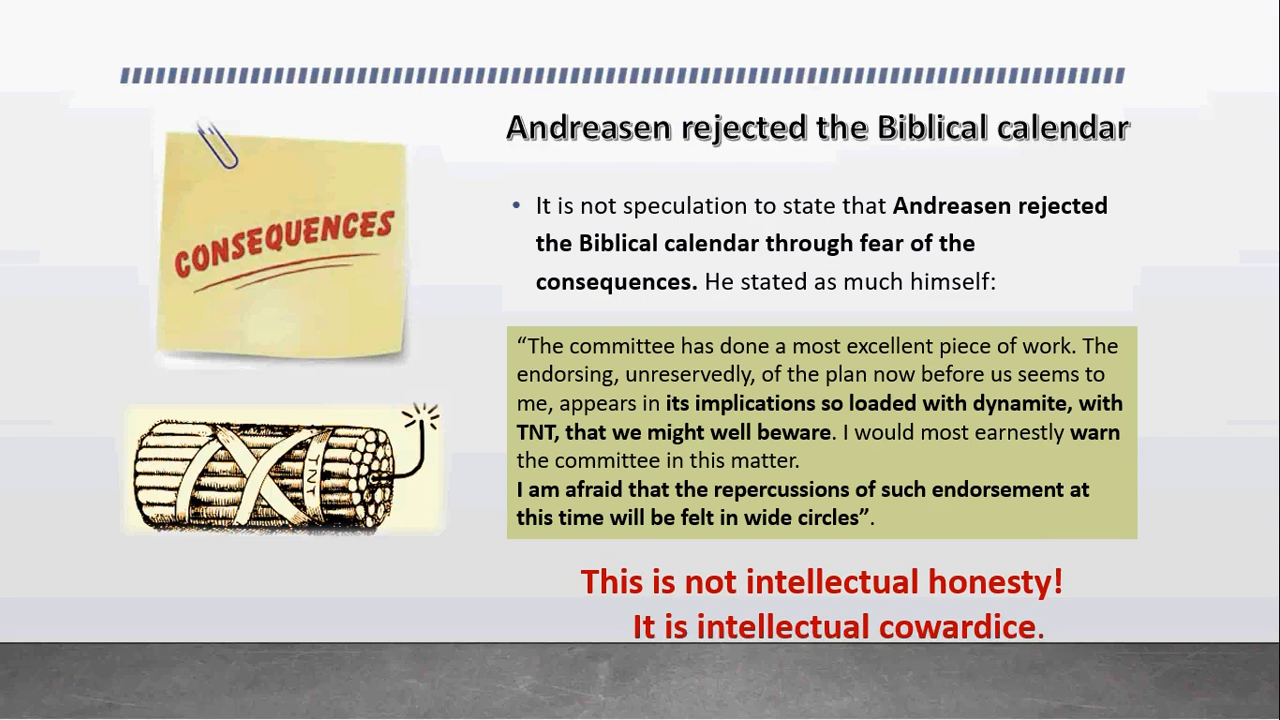 Andreasen rejected the Biblical calendar
CONSEQUENCES
• It is not speculation to state that Andreasen rejected
the Biblical calendar through fear of the
consequences. He stated as much himself:
“The committee has done a most excellent piece of work. The
endorsing, unreservedly, of the plan now before us seems to
me, appears in its implications so loaded with dynamite, with
TNT, that we might well beware. I would most earnestly warn
the committee in this matter.
I am afraid that the repercussions of such endorsement at
this time will be felt in wide circles”.
TNT
This is not intellectual honesty!
It is intellectual cowardice.